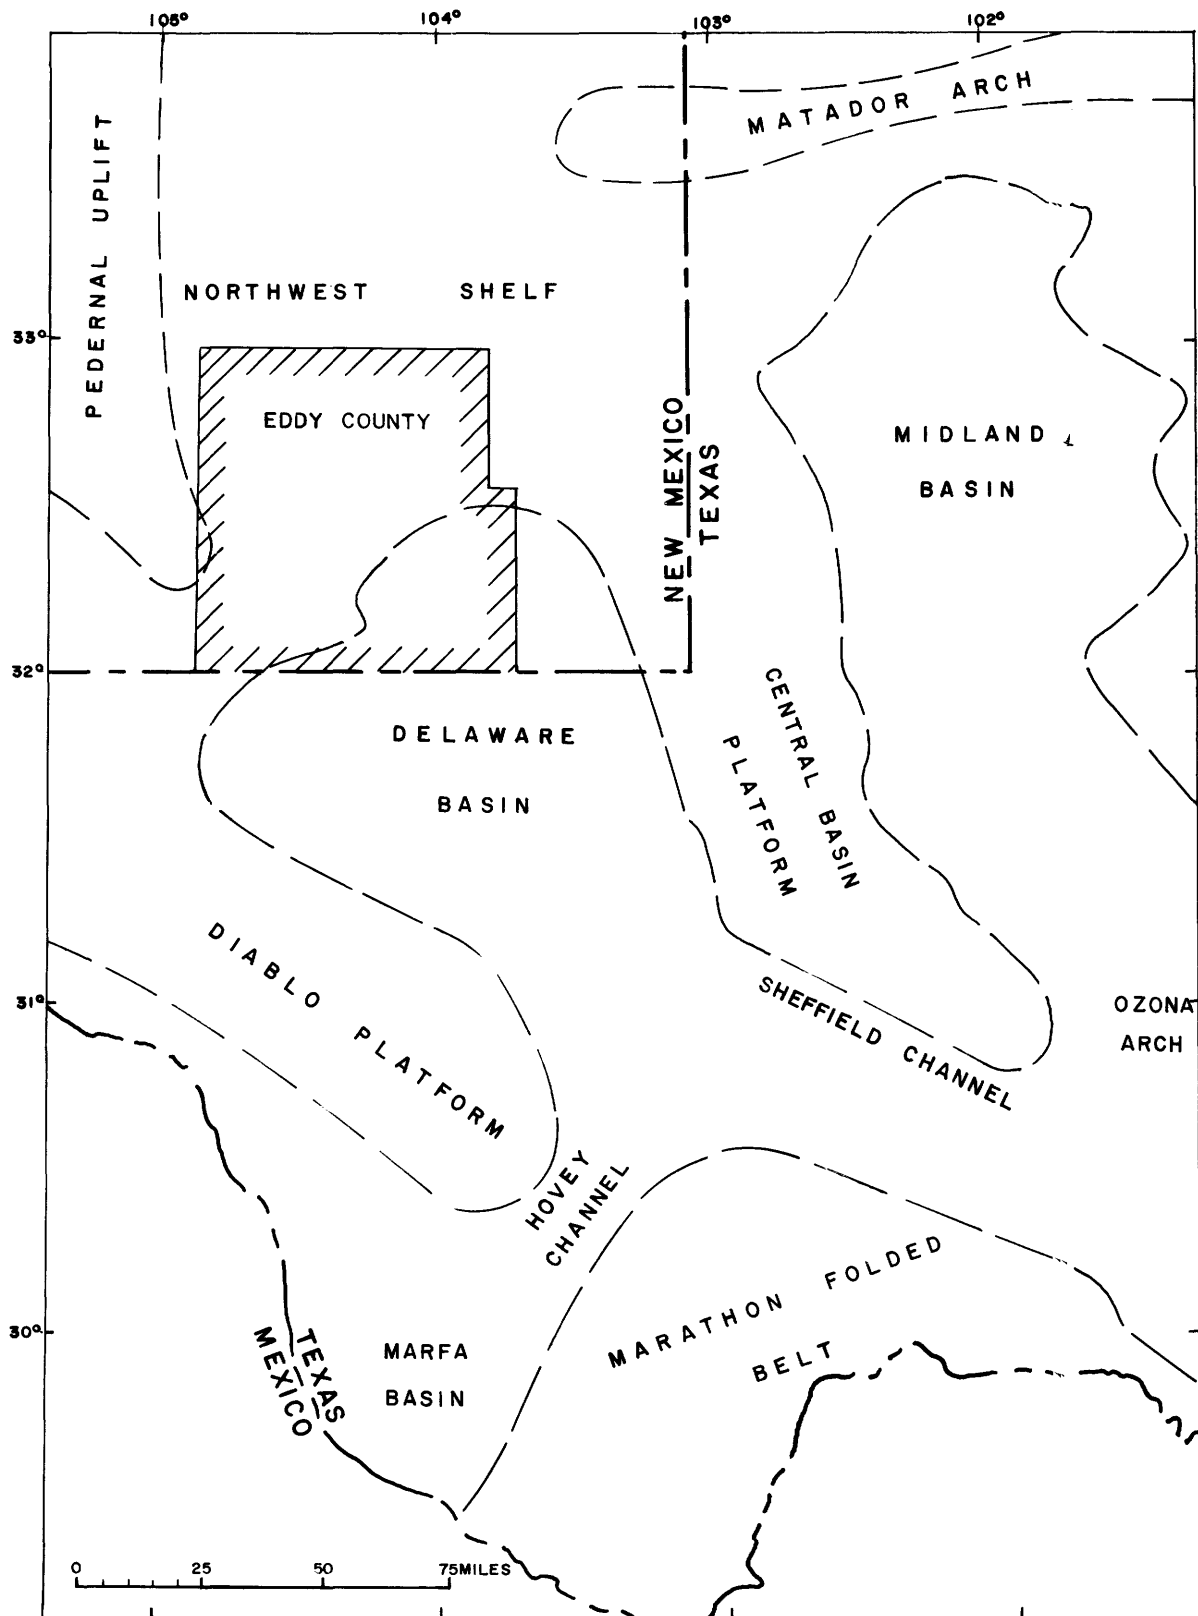 105° 104° 103° 102°
MATADOR ARCH
PEDERNAL UPLIFT
NORTHWEST SHELF
33°
EDDY COUNTY
NEW MEXICO
TEXAS
MIDLAND
BASIN
32°
DELAWARE
BASIN
CENTRAL BASIN
PLATFORM
DIABLO PLATFORM
SHEFFIELD CHANNEL
31°
OZONA
ARCH
HOVEY
CHANNEL
MARATHON FOLDED
BELT
30°
TEXAS
MEXICO
MARFA
BASIN
0 25 50 75 MILES